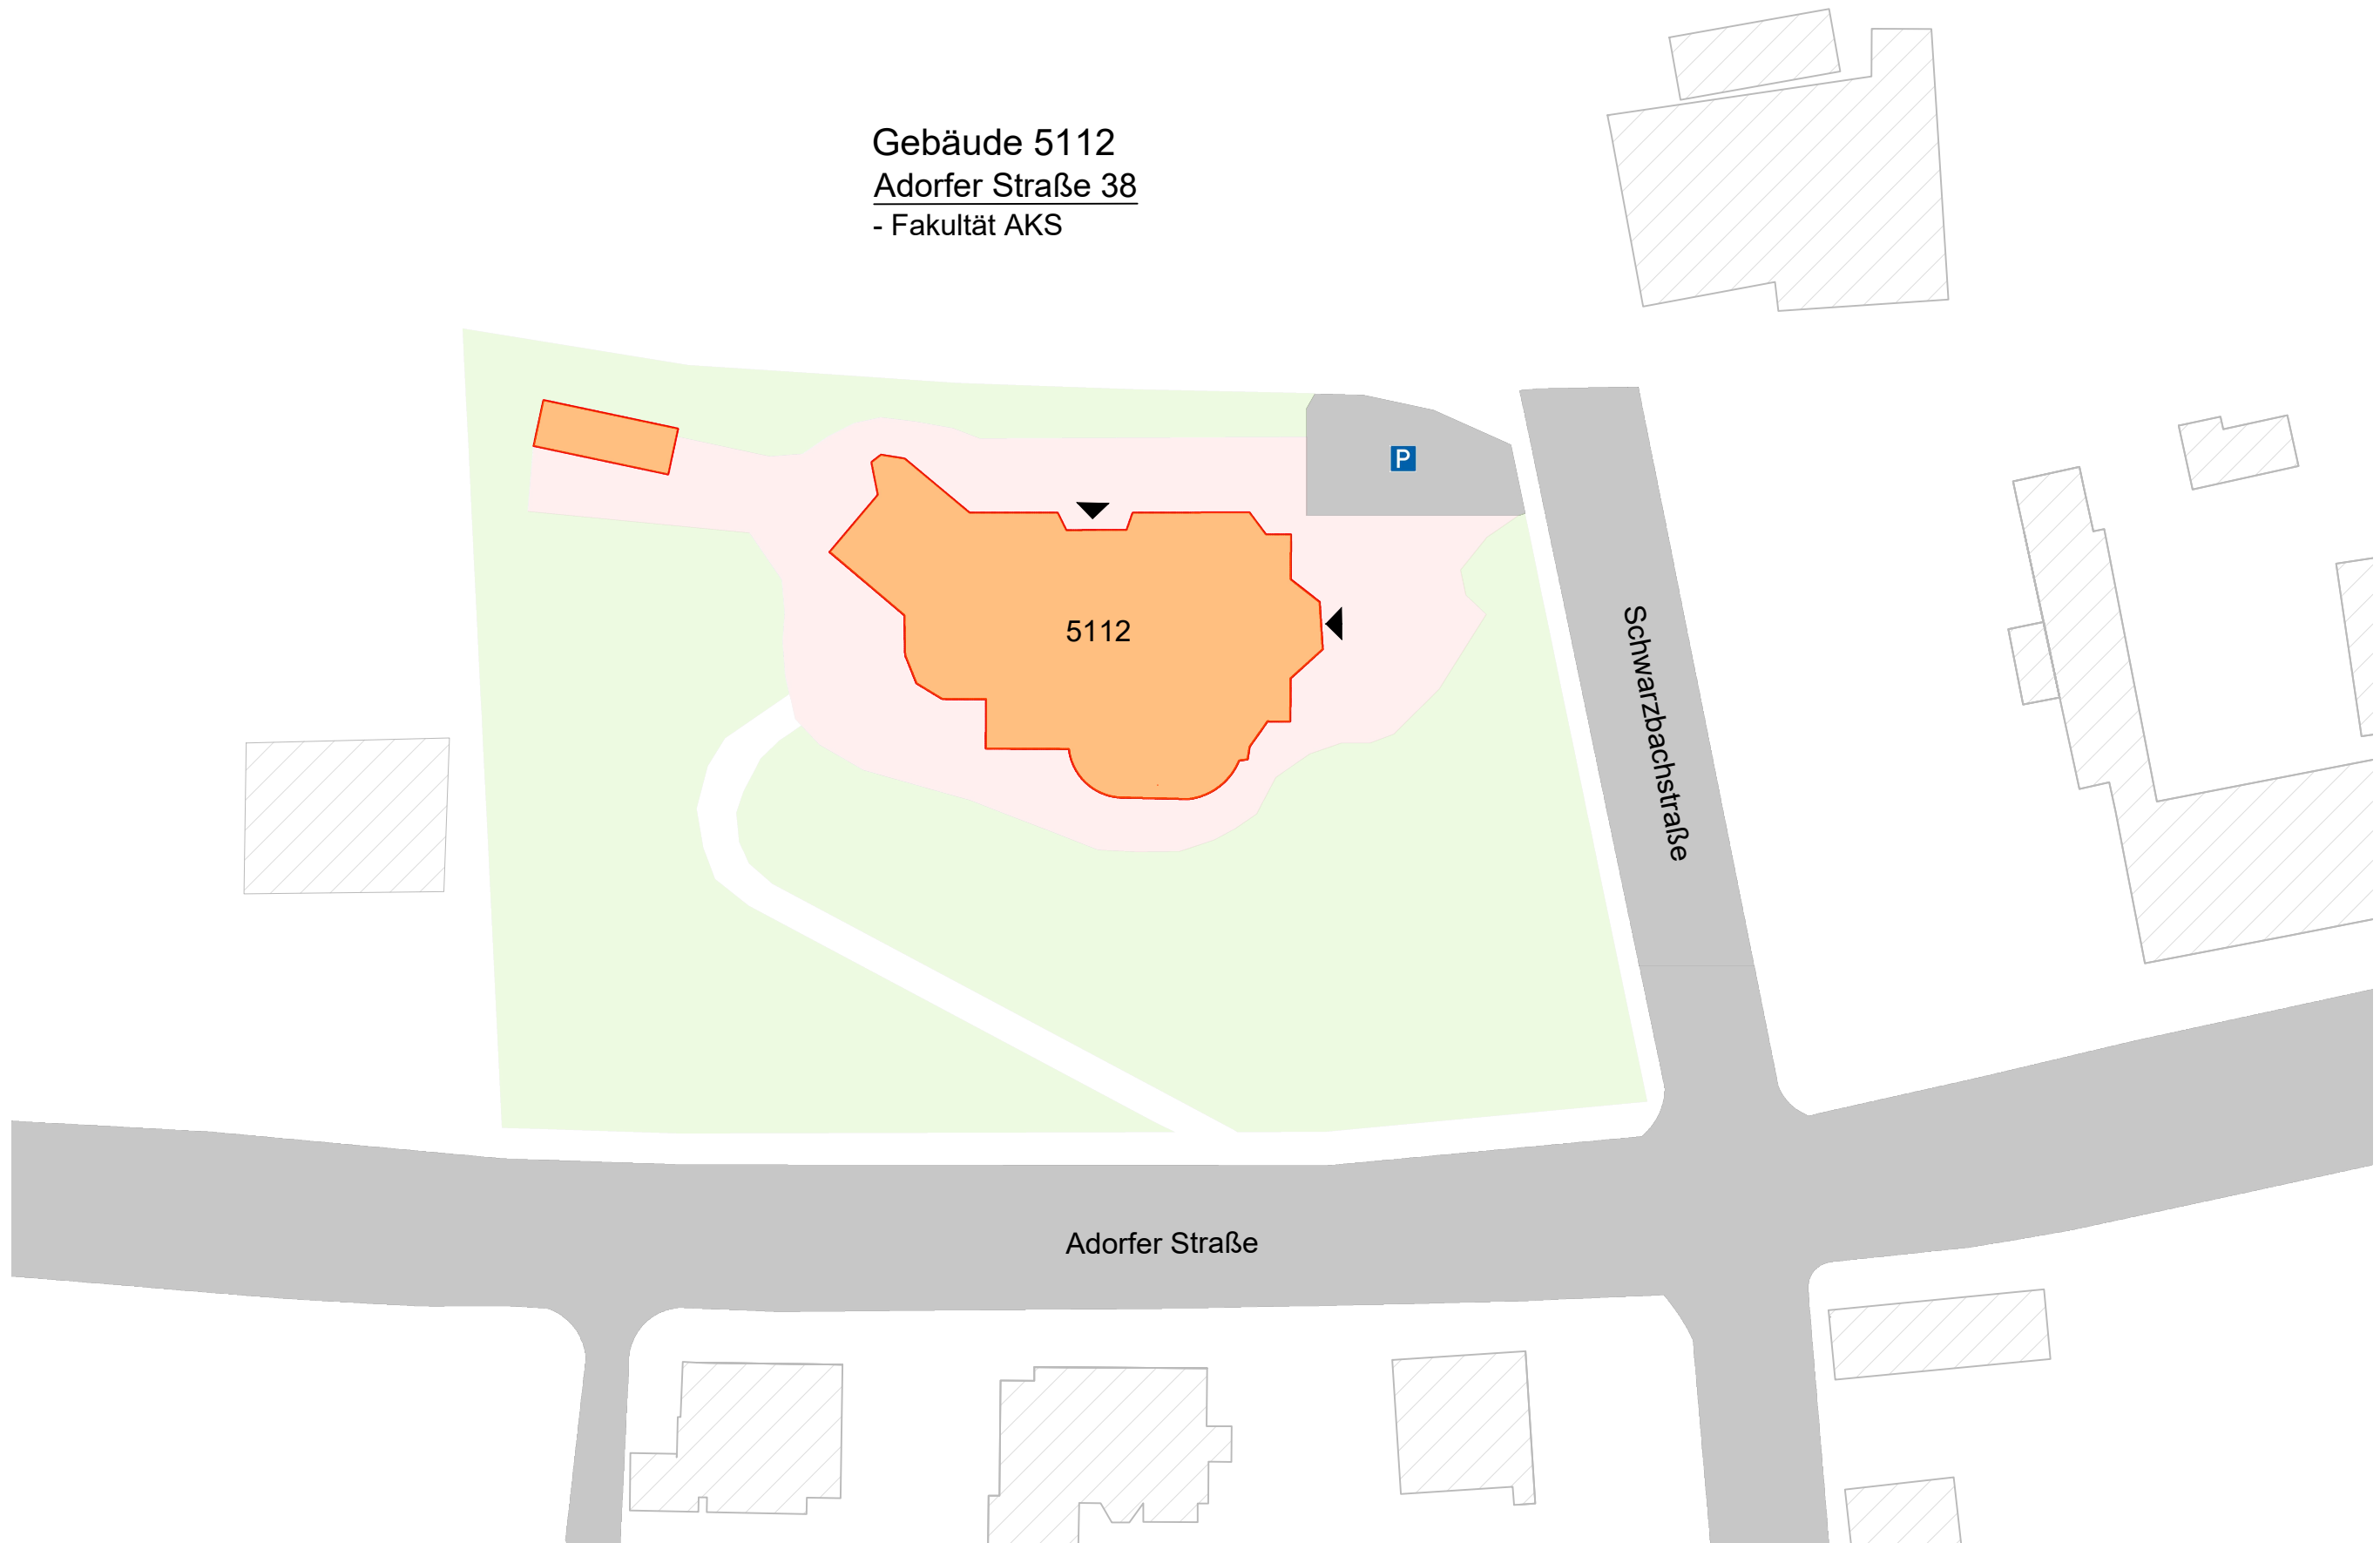 Gebäude 5112
Adorfer Straße 38
- Fakultät AKS
P
5112
Schwarzbachstraße
Adorfer Straße